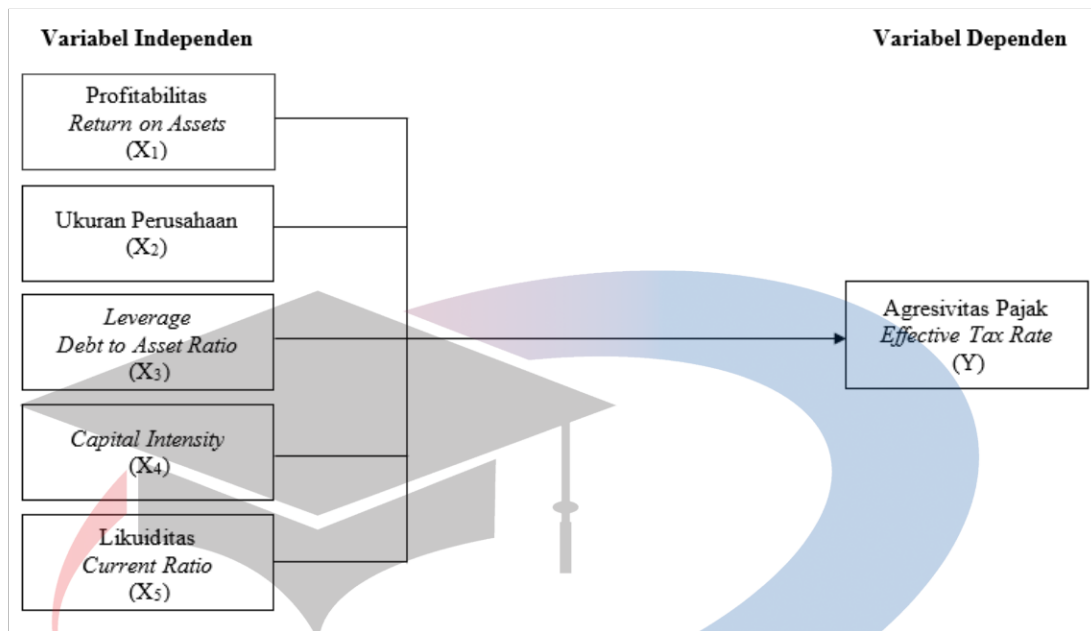 Variabel Independen
Variabel Dependen
Profitabilitas
Return on Assets
(X₁)
Ukuran Perusahaan
(X₂)
Leverage
Debt to Asset Ratio
(X₃)
Capital Intensity
(X₄)
Likuiditas
Current Ratio
(X₅)
Agresivitas Pajak
Effective Tax Rate
(Y)